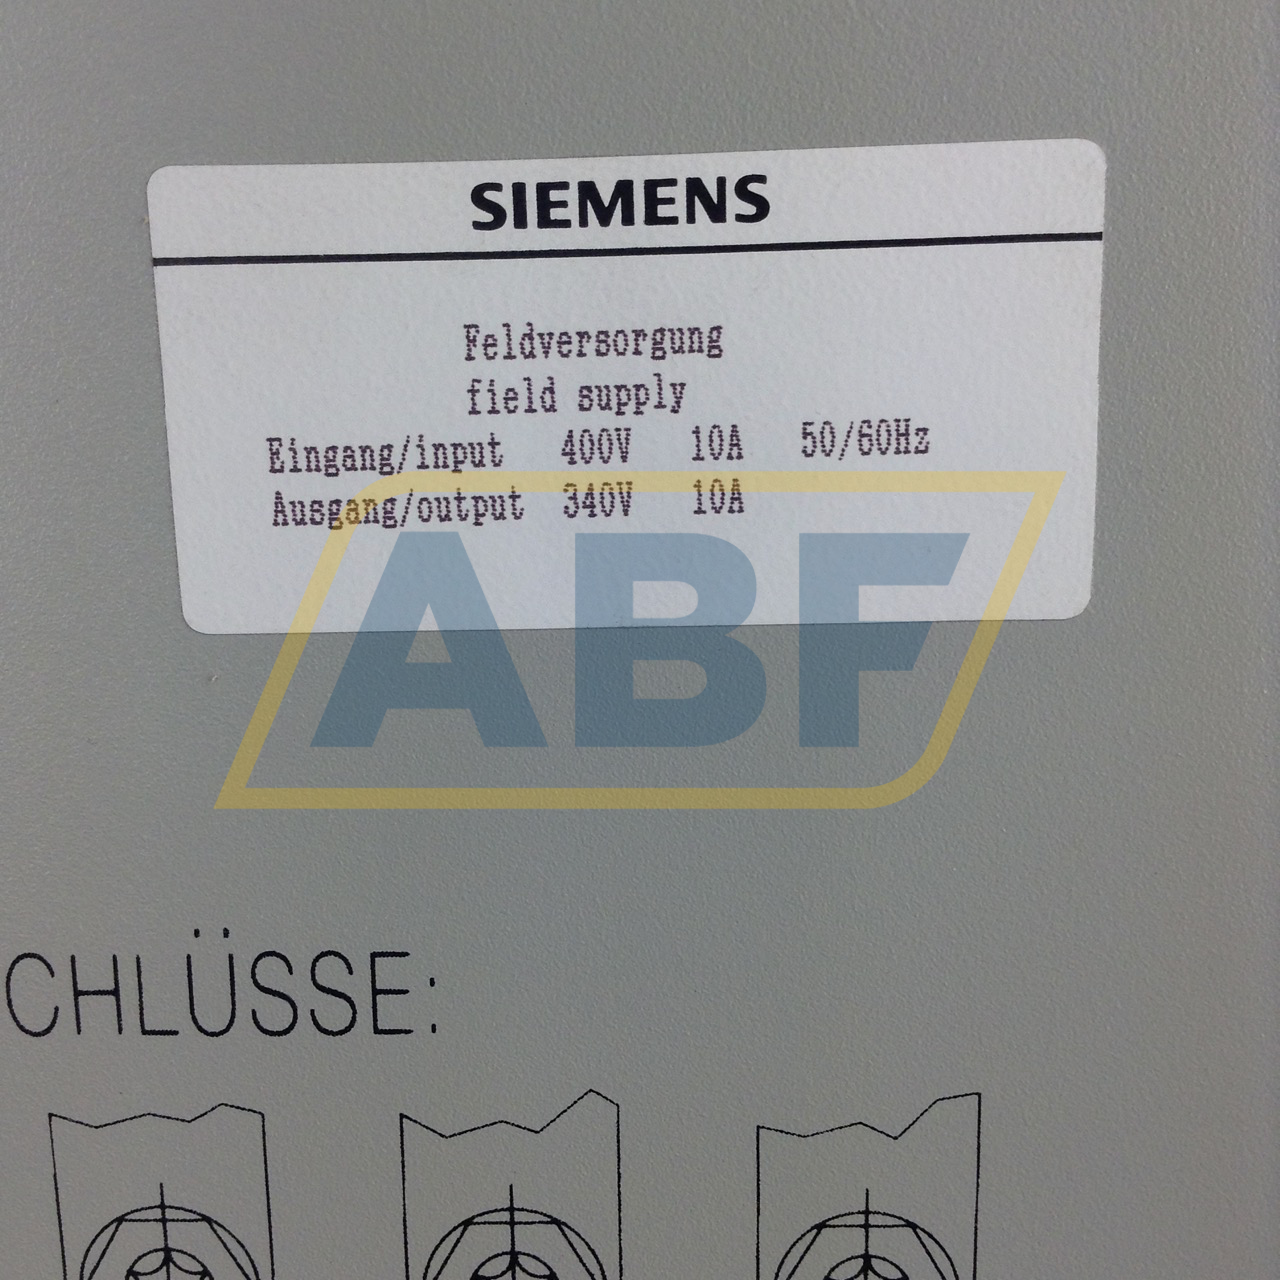 SIEMENS
Feldversorgung
field supply
Eingang/input 400V 10A 50/60Hz
Ausgang/output 340V 10A
ABF
CHLÜSSE: